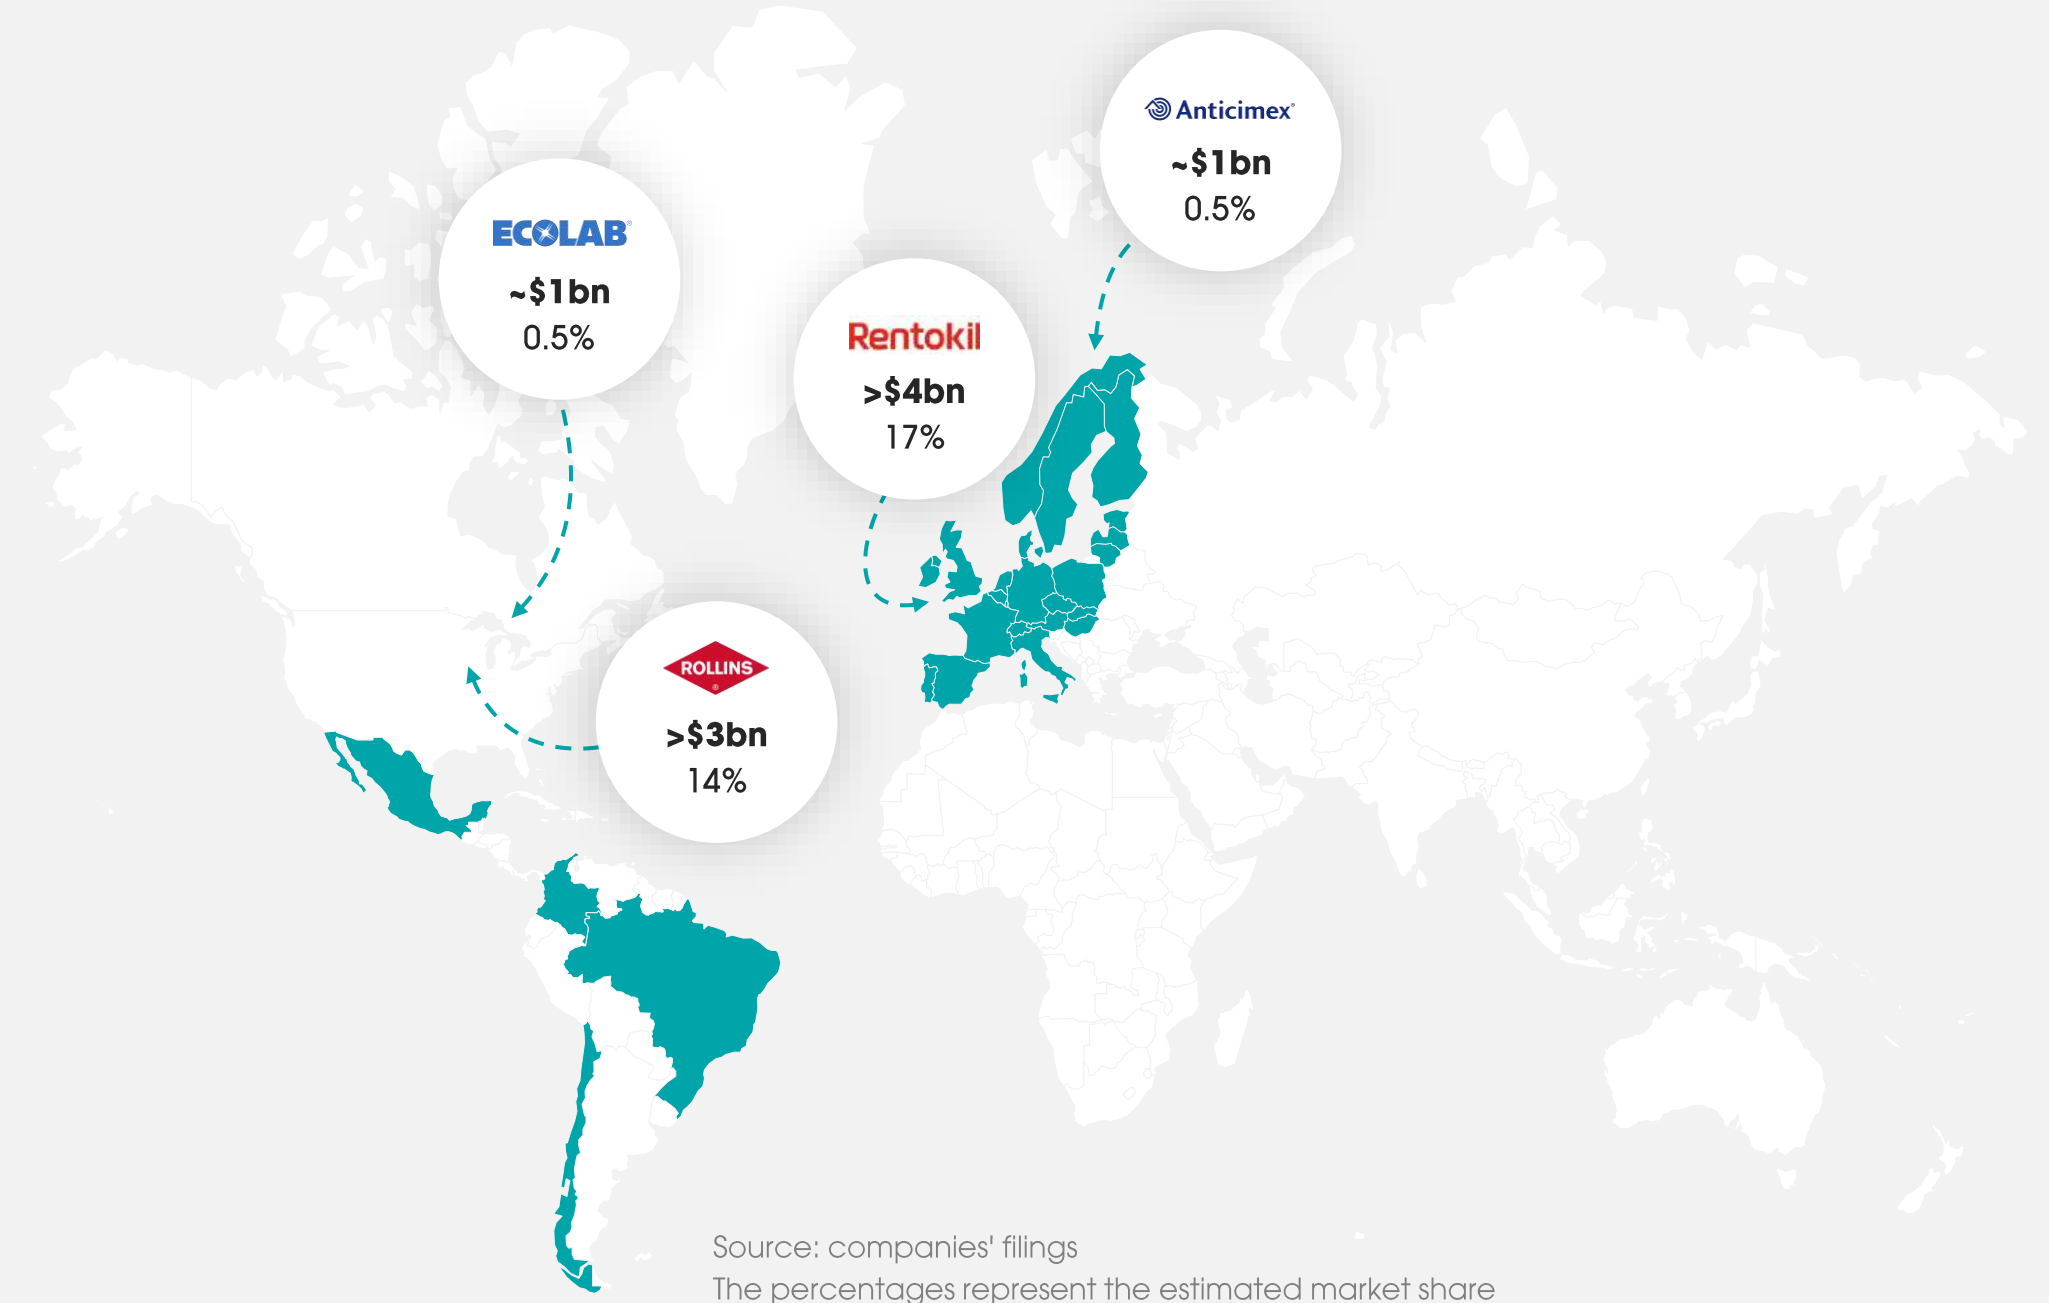 Anticimex®
~$1bn
0.5%
ECOLAB®
~$1bn
0.5%
Rentokil
>$4bn
17%
ROLLINS
®
>$3bn
14%
Source: companies' filings
The percentages represent the estimated market share